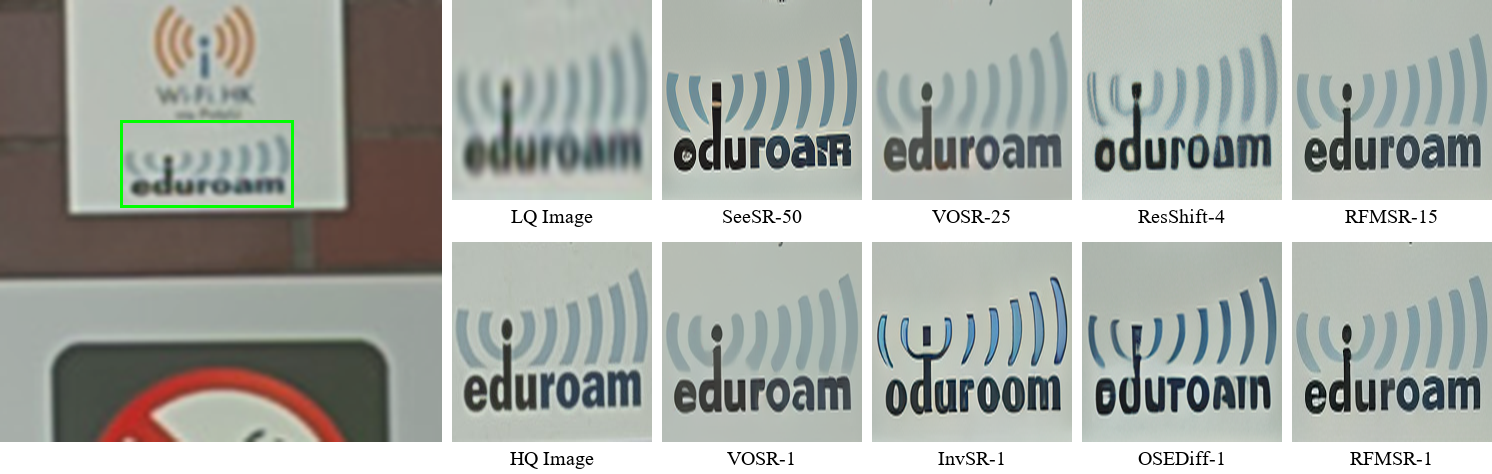 Wi-Fi.HK
eduroam
eduroam
eduroaTR
eduroam
oduroam
eduroam
LQ Image
SeeSR-50
VOSR-25
ResShift-4
RFMSR-15
eduroam
eduroam
oduroom
eduroam
HQ Image
VOSR-1
InvSR-1
OSEDiff-1
RFMSR-1